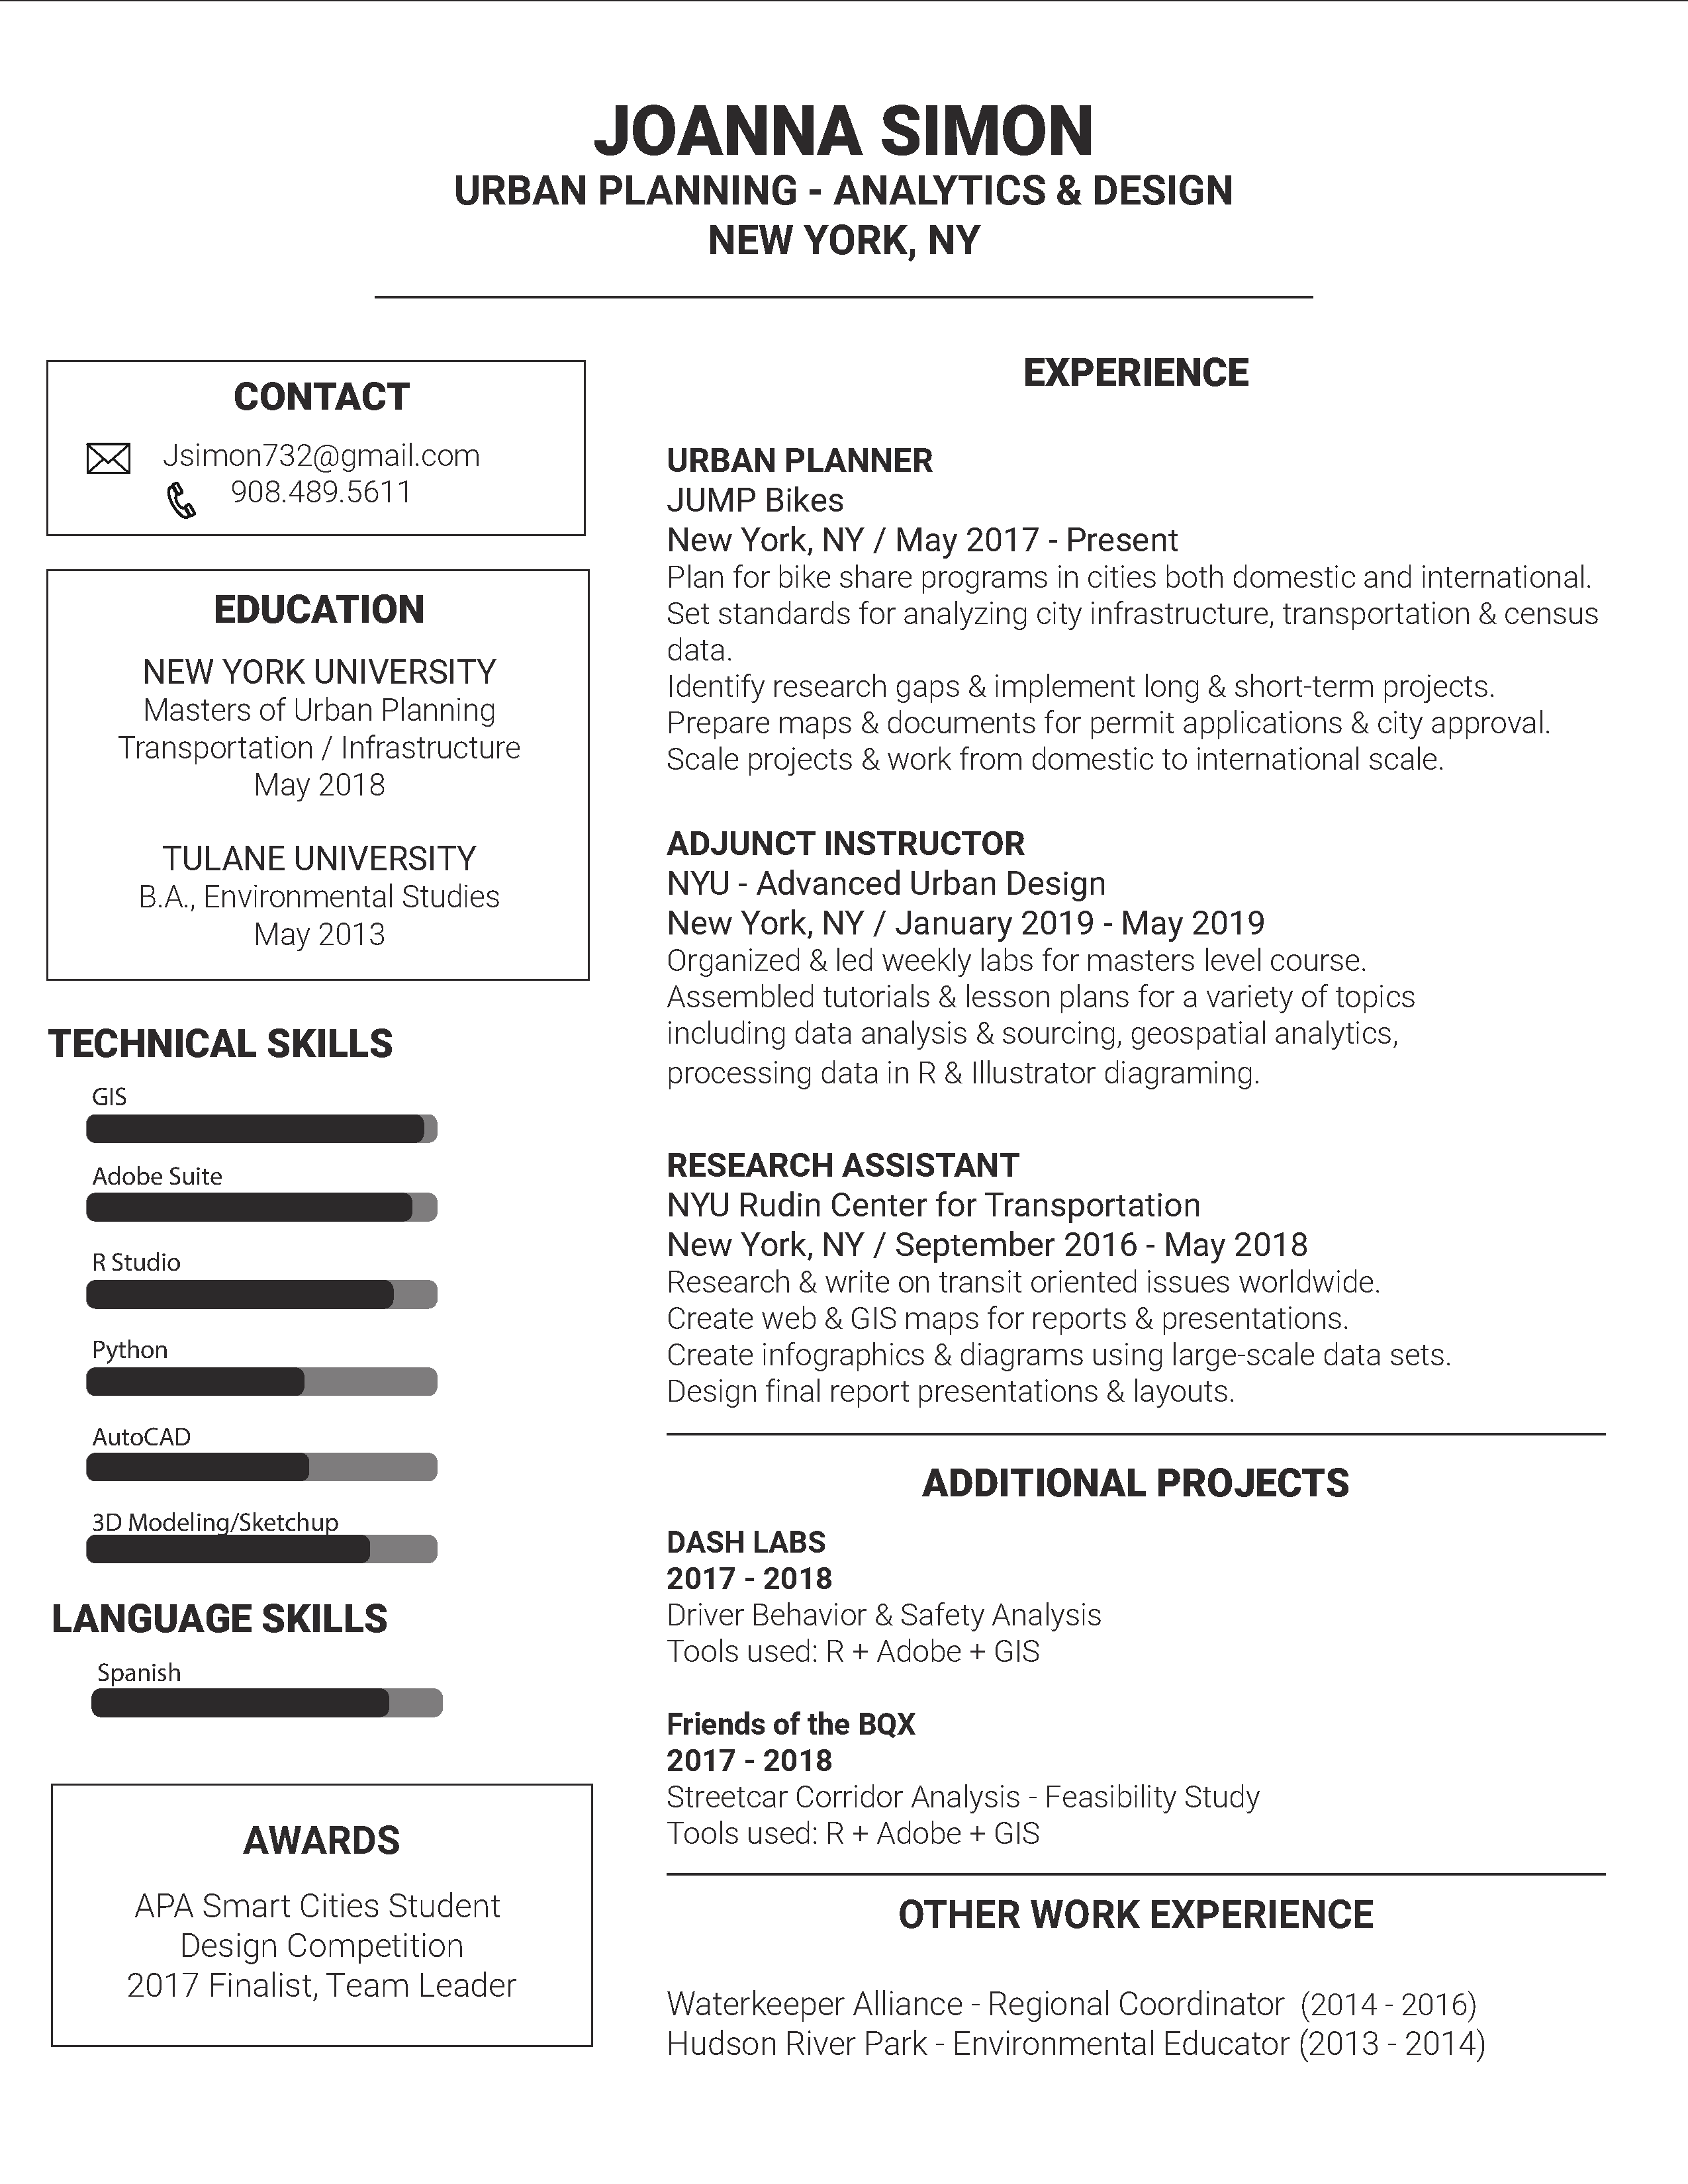 JOANNA SIMON
URBAN PLANNING - ANALYTICS & DESIGN
NEW YORK, NY
CONTACT
Jsimon732@gmail.com
908.489.5611
EDUCATION
NEW YORK UNIVERSITY
Masters of Urban Planning
Transportation / Infrastructure
May 2018
TULANE UNIVERSITY
B.A., Environmental Studies
May 2013
TECHNICAL SKILLS
GIS
Adobe Suite
R Studio
Python
AutoCAD
3D Modeling/Sketchup
LANGUAGE SKILLS
Spanish
AWARDS
APA Smart Cities Student
Design Competition
2017 Finalist, Team Leader
EXPERIENCE
URBAN PLANNER
JUMP Bikes
New York, NY / May 2017 - Present
Plan for bike share programs in cities both domestic and international.
Set standards for analyzing city infrastructure, transportation & census
data.
Identify research gaps & implement long & short-term projects.
Prepare maps & documents for permit applications & city approval.
Scale projects & work from domestic to international scale.
ADJUNCT INSTRUCTOR
NYU - Advanced Urban Design
New York, NY / January 2019 - May 2019
Organized & led weekly labs for masters level course.
Assembled tutorials & lesson plans for a variety of topics
including data analysis & sourcing, geospatial analytics,
processing data in R & Illustrator diagraming.
RESEARCH ASSISTANT
NYU Rudin Center for Transportation
New York, NY / September 2016 - May 2018
Research & write on transit oriented issues worldwide.
Create web & GIS maps for reports & presentations.
Create infographics & diagrams using large-scale data sets.
Design final report presentations & layouts.
ADDITIONAL PROJECTS
DASH LABS
2017 - 2018
Driver Behavior & Safety Analysis
Tools used: R + Adobe + GIS
Friends of the BQX
2017 - 2018
Streetcar Corridor Analysis - Feasibility Study
Tools used: R + Adobe + GIS
OTHER WORK EXPERIENCE
Waterkeeper Alliance - Regional Coordinator (2014 - 2016)
Hudson River Park - Environmental Educator (2013 - 2014)